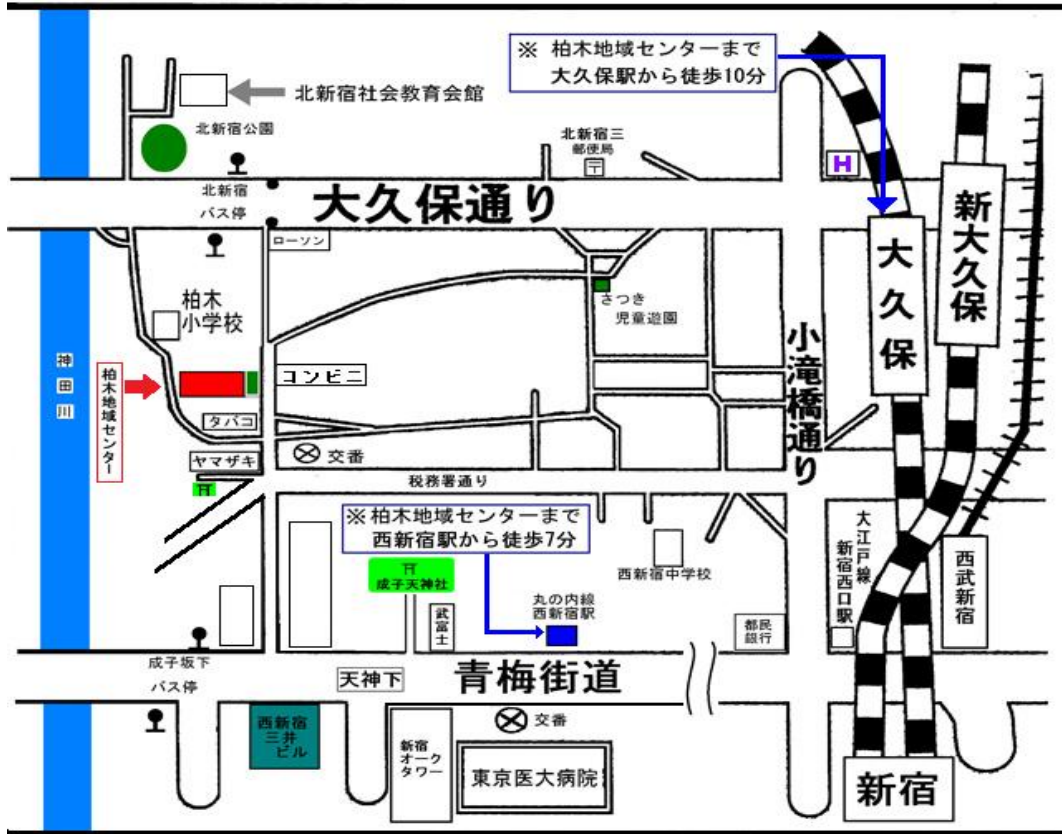 ※ 柏木地域センターまで
大久保駅から徒歩10分
北新宿社会教育会館
北新宿公園
北新宿三
郵便局
〒
H
北新宿
バス停
大久保通り
新大久保
大久保
ローソン
柏木
小学校
さつき
児童遊園
小滝橋通り
神田川
柏木地域センター
コンビニ
タバコ
ヤマザキ
交番
税務署通り
※柏木地域センターまで
西新宿駅から徒歩7分
成子天神社
武富士
丸の内線
西新宿駅
西新宿中学校
都民
銀行
大江戸線
新宿西口駅
西武新宿
成子坂下
バス停
天神下
青梅街道
西新宿
三井
ビル
新宿
オーク
タワー
交番
東京医大病院
新宿